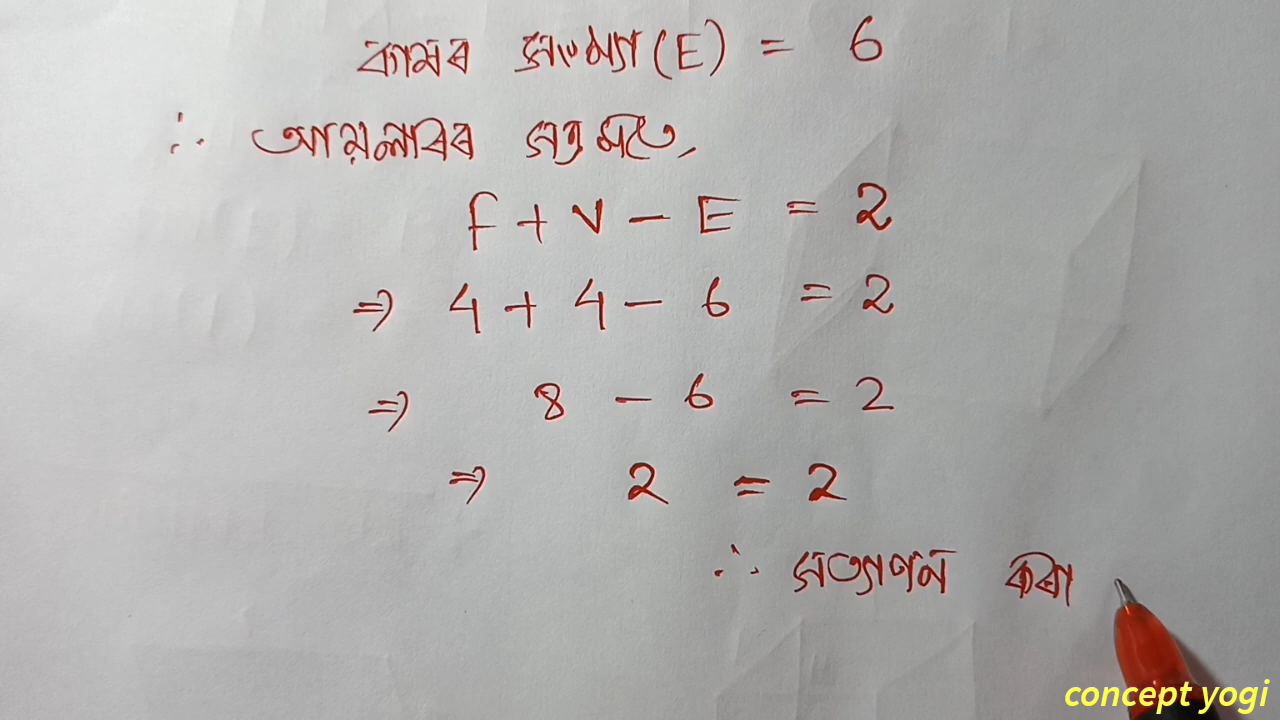 কাষৰ সংখ্যা (E) = 6
∴ আয়লাৰৰ সূত্ৰমতে,
F + V − E = 2
⇒ 4 + 4 − 6 = 2
⇒ 8 − 6 = 2
⇒ 2 = 2
∴ সত্যাপন কৰা
concept yogi